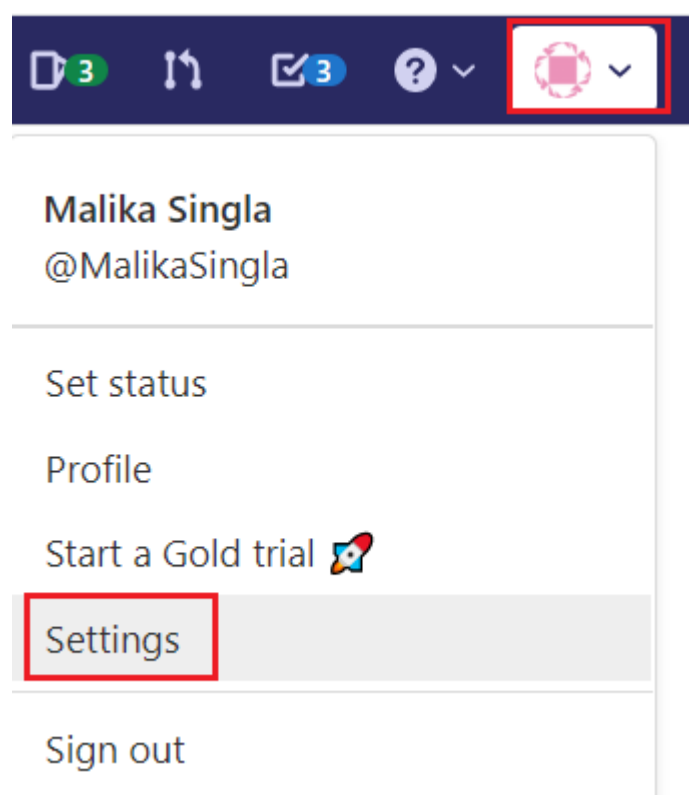 3 3 ?
Malika Singla
@MalikaSingla
Set status
Profile
Start a Gold trial 🚀
Settings
Sign out